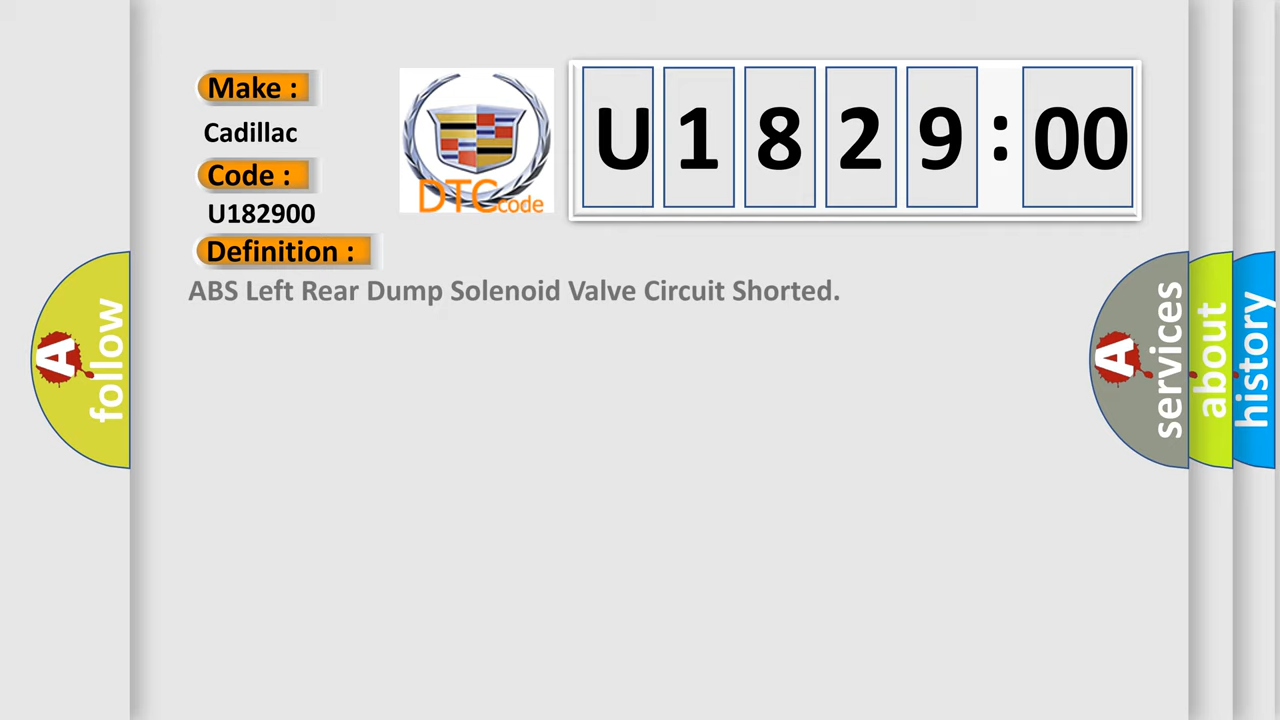 Make :
Cadillac
Code :
U182900
Definition :
ABS Left Rear Dump Solenoid Valve Circuit Shorted.
DTC code
U 1 8 2 9 : 00
A follow
A services
about
history